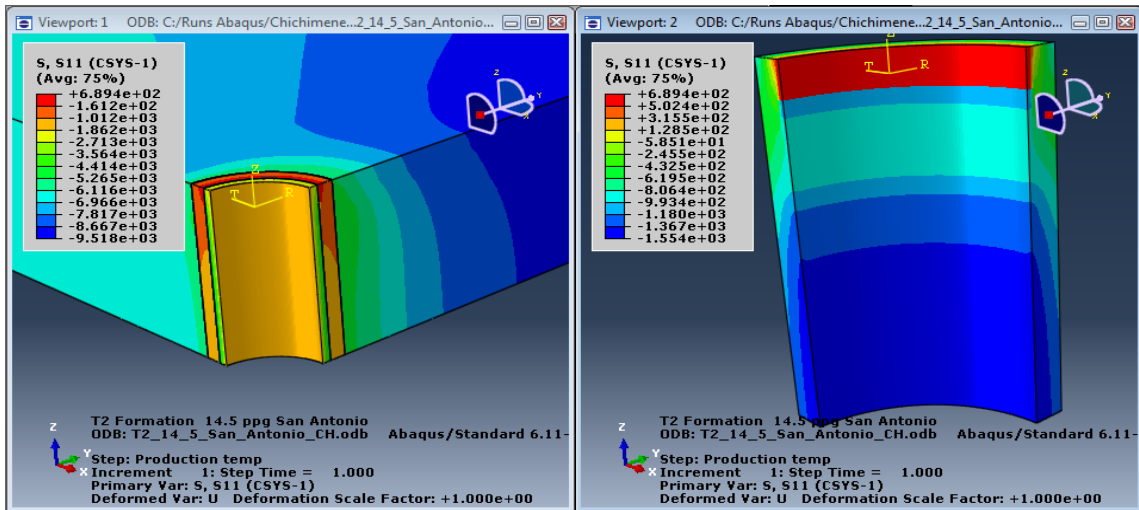 Viewport: 1 ODB: C:/Runs Abaqus/Chichimene...2_14_5_San_Antonio...
S, S11 (CSYS-1)
(Avg: 75%)
+6.894e+02
-1.612e+02
-1.012e+03
-1.862e+03
-2.713e+03
-3.564e+03
-4.414e+03
-5.265e+03
-6.116e+03
-6.966e+03
-7.817e+03
-8.667e+03
-9.518e+03
Z
Y
X
Z
T
R
T2 Formation 14.5 ppg San Antonio
ODB: T2_14_5_San_Antonio_CH.odb Abaqus/Standard 6.11-
Step: Production temp
Increment 1: Step Time = 1.000
Primary Var: S, S11 (CSYS-1)
Deformed Var: U Deformation Scale Factor: +1.000e+00
Z
Y
X
Viewport: 2 ODB: C:/Runs Abaqus/Chichimene...2_14_5_San_Antonio...
S, S11 (CSYS-1)
(Avg: 75%)
+6.894e+02
+5.024e+02
+3.155e+02
+1.285e+02
-5.851e+01
-2.455e+02
-4.325e+02
-6.195e+02
-8.064e+02
-9.934e+02
-1.180e+03
-1.367e+03
-1.554e+03
Z
T
R
Z
Y
X
T2 Formation 14.5 ppg San Antonio
ODB: T2_14_5_San_Antonio_CH.odb Abaqus/Standard 6.11-
Step: Production temp
Increment 1: Step Time = 1.000
Primary Var: S, S11 (CSYS-1)
Deformed Var: U Deformation Scale Factor: +1.000e+00
Z
Y
X